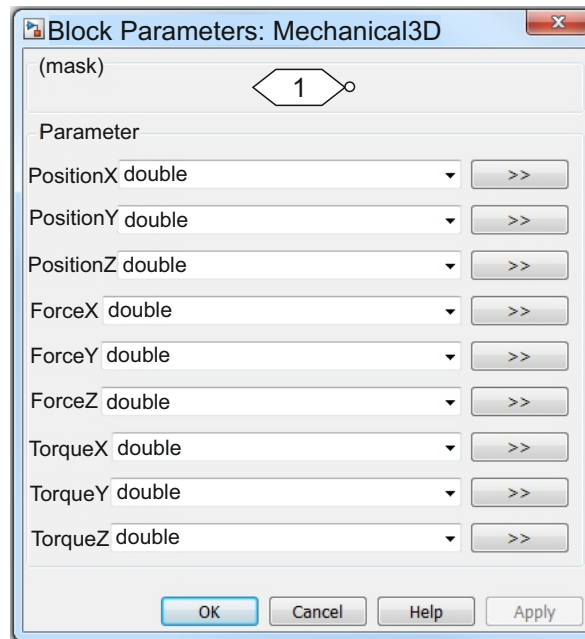 Block Parameters: Mechanical3D
x
(mask)
1
Parameter
PositionX double >>
PositionY double >>
PositionZ double >>
ForceX double >>
ForceY double >>
ForceZ double >>
TorqueX double >>
TorqueY double >>
TorqueZ double >>
OK Cancel Help Apply